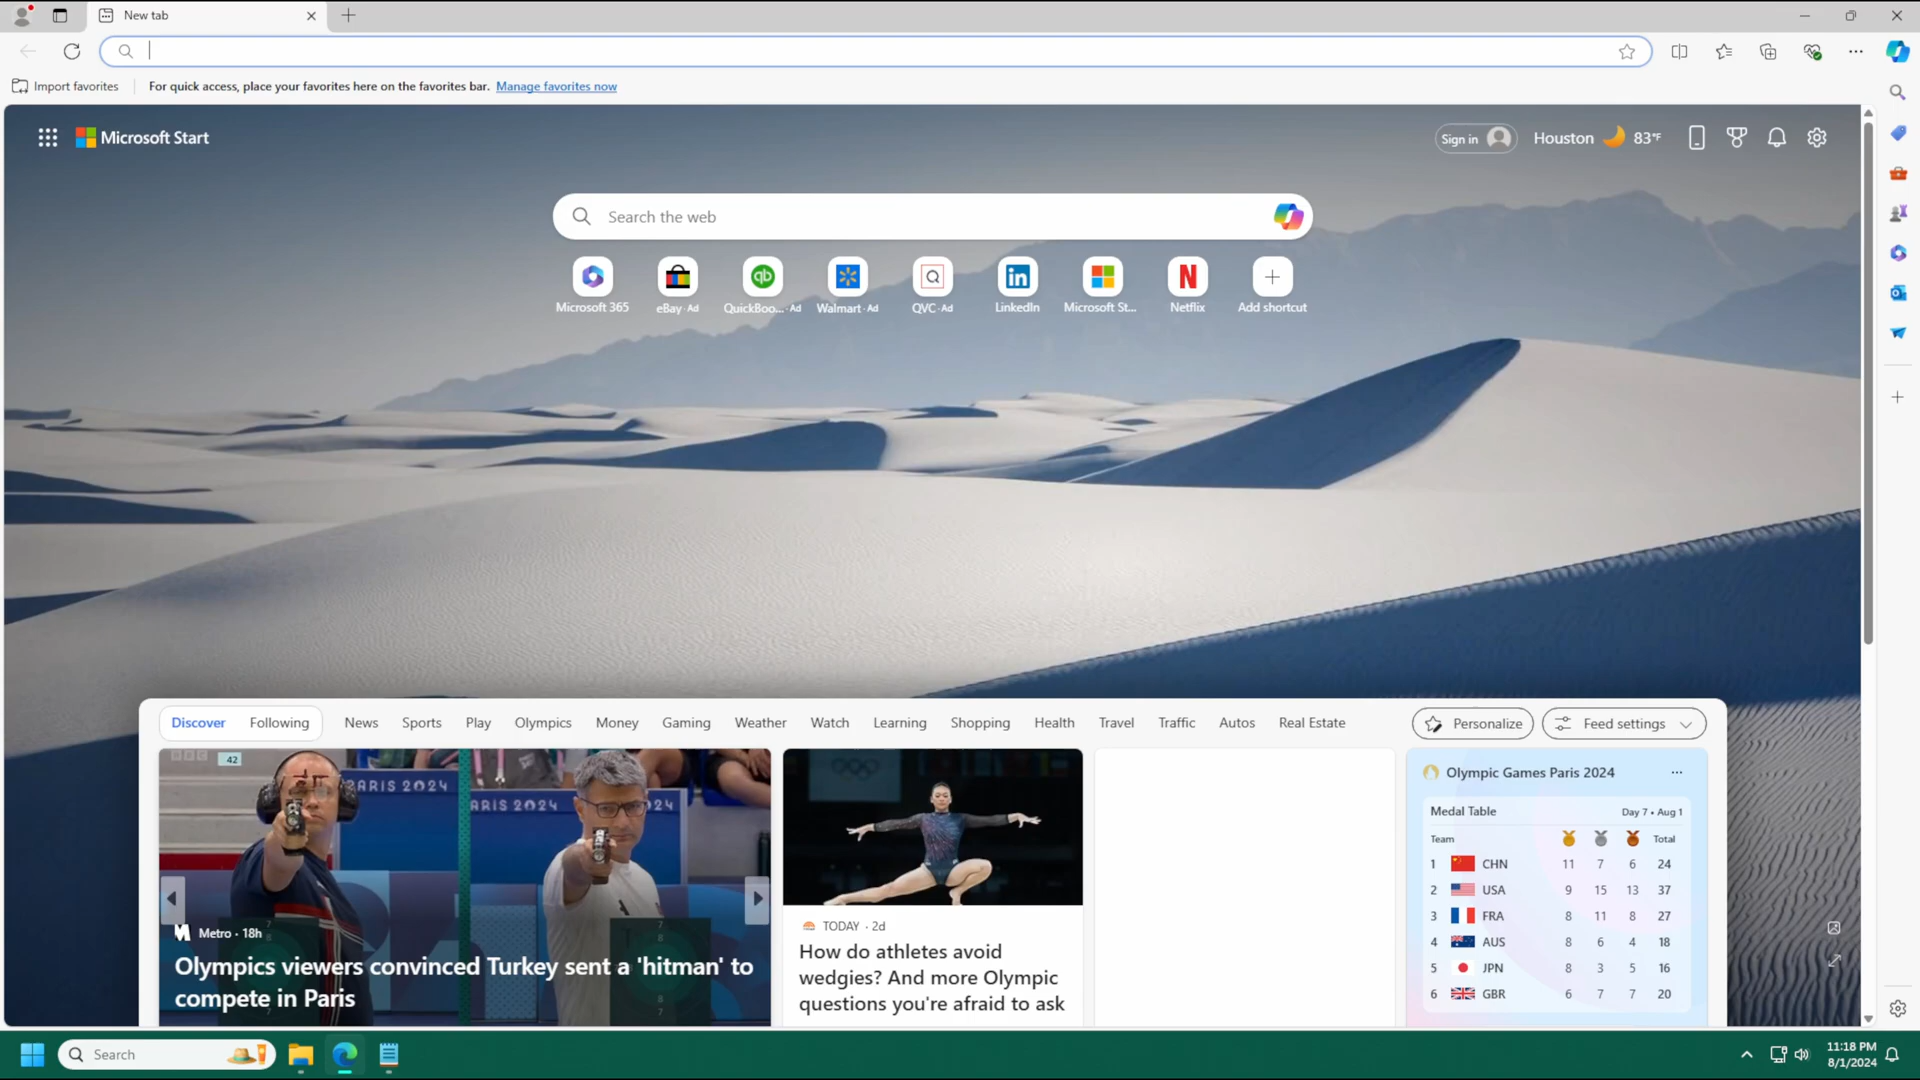 New tab
Import favorites
For quick access, place your favorites here on the favorites bar. Manage favorites now
Microsoft Start
Sign in
Houston
83°F
Search the web
Microsoft 365
eBay · Ad
QuickBoo... · Ad
Walmart · Ad
QVC · Ad
LinkedIn
Microsoft St...
Netflix
Add shortcut
Discover
Following
News
Sports
Play
Olympics
Money
Gaming
Weather
Watch
Learning
Shopping
Health
Travel
Traffic
Autos
Real Estate
Personalize
Feed settings
42
PARIS 2024
ARIS 2024
24
Metro · 18h
Olympics viewers convinced Turkey sent a 'hitman' to
compete in Paris
TODAY · 2d
How do athletes avoid
wedgies? And more Olympic
questions you're afraid to ask
Olympic Games Paris 2024
Medal Table
Day 7 • Aug 1
Team Total
1 CHN 11 7 6 24
2 USA 9 15 13 37
3 FRA 8 11 8 27
4 AUS 8 6 4 18
5 JPN 8 3 5 16
6 GBR 6 7 7 20
Search
11:18 PM
8/1/2024